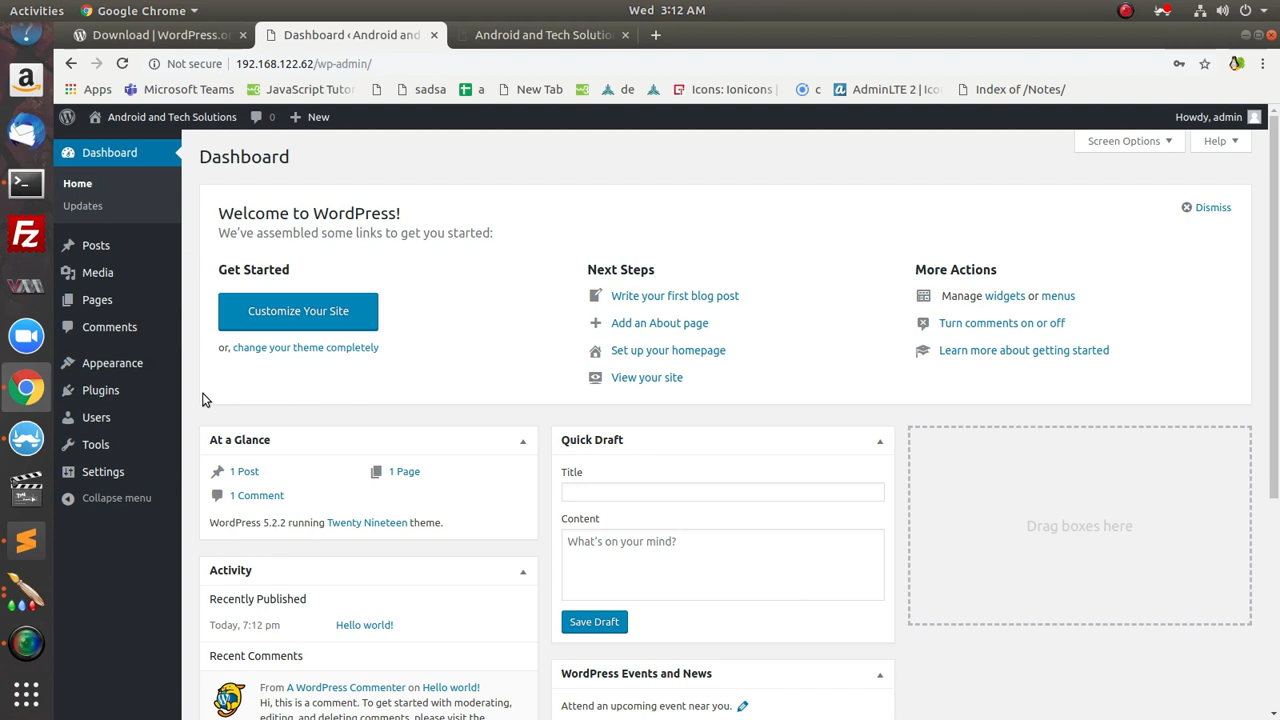 Activities Google Chrome Wed 3:12 AM
Download | WordPress.o Dashboard ‹ Android and Android and Tech Solutio
Not secure 192.168.122.62/wp-admin/
Apps Microsoft Teams JavaScript Tutor sadsa a New Tab de Icons: Ionicons c AdminLTE 2 | Ico Index of /Notes/
Android and Tech Solutions 0 New Howdy, admin
Dashboard
Home
Updates
Posts
Media
Pages
Comments
Appearance
Plugins
Users
Tools
Settings
Collapse menu
Dashboard
Screen Options Help
Welcome to WordPress!
We've assembled some links to get you started:
Dismiss
Get Started
Customize Your Site
or, change your theme completely
Next Steps
Write your first blog post
Add an About page
Set up your homepage
View your site
More Actions
Manage widgets or menus
Turn comments on or off
Learn more about getting started
At a Glance
1 Post 1 Page
1 Comment
WordPress 5.2.2 running Twenty Nineteen theme.
Activity
Recently Published
Today, 7:12 pm Hello world!
Recent Comments
From A WordPress Commenter on Hello world!
Hi, this is a comment. To get started with moderating,
editing, and deleting comments, please visit the
Quick Draft
Title
Content
What's on your mind?
Save Draft
WordPress Events and News
Attend an upcoming event near you.
Drag boxes here